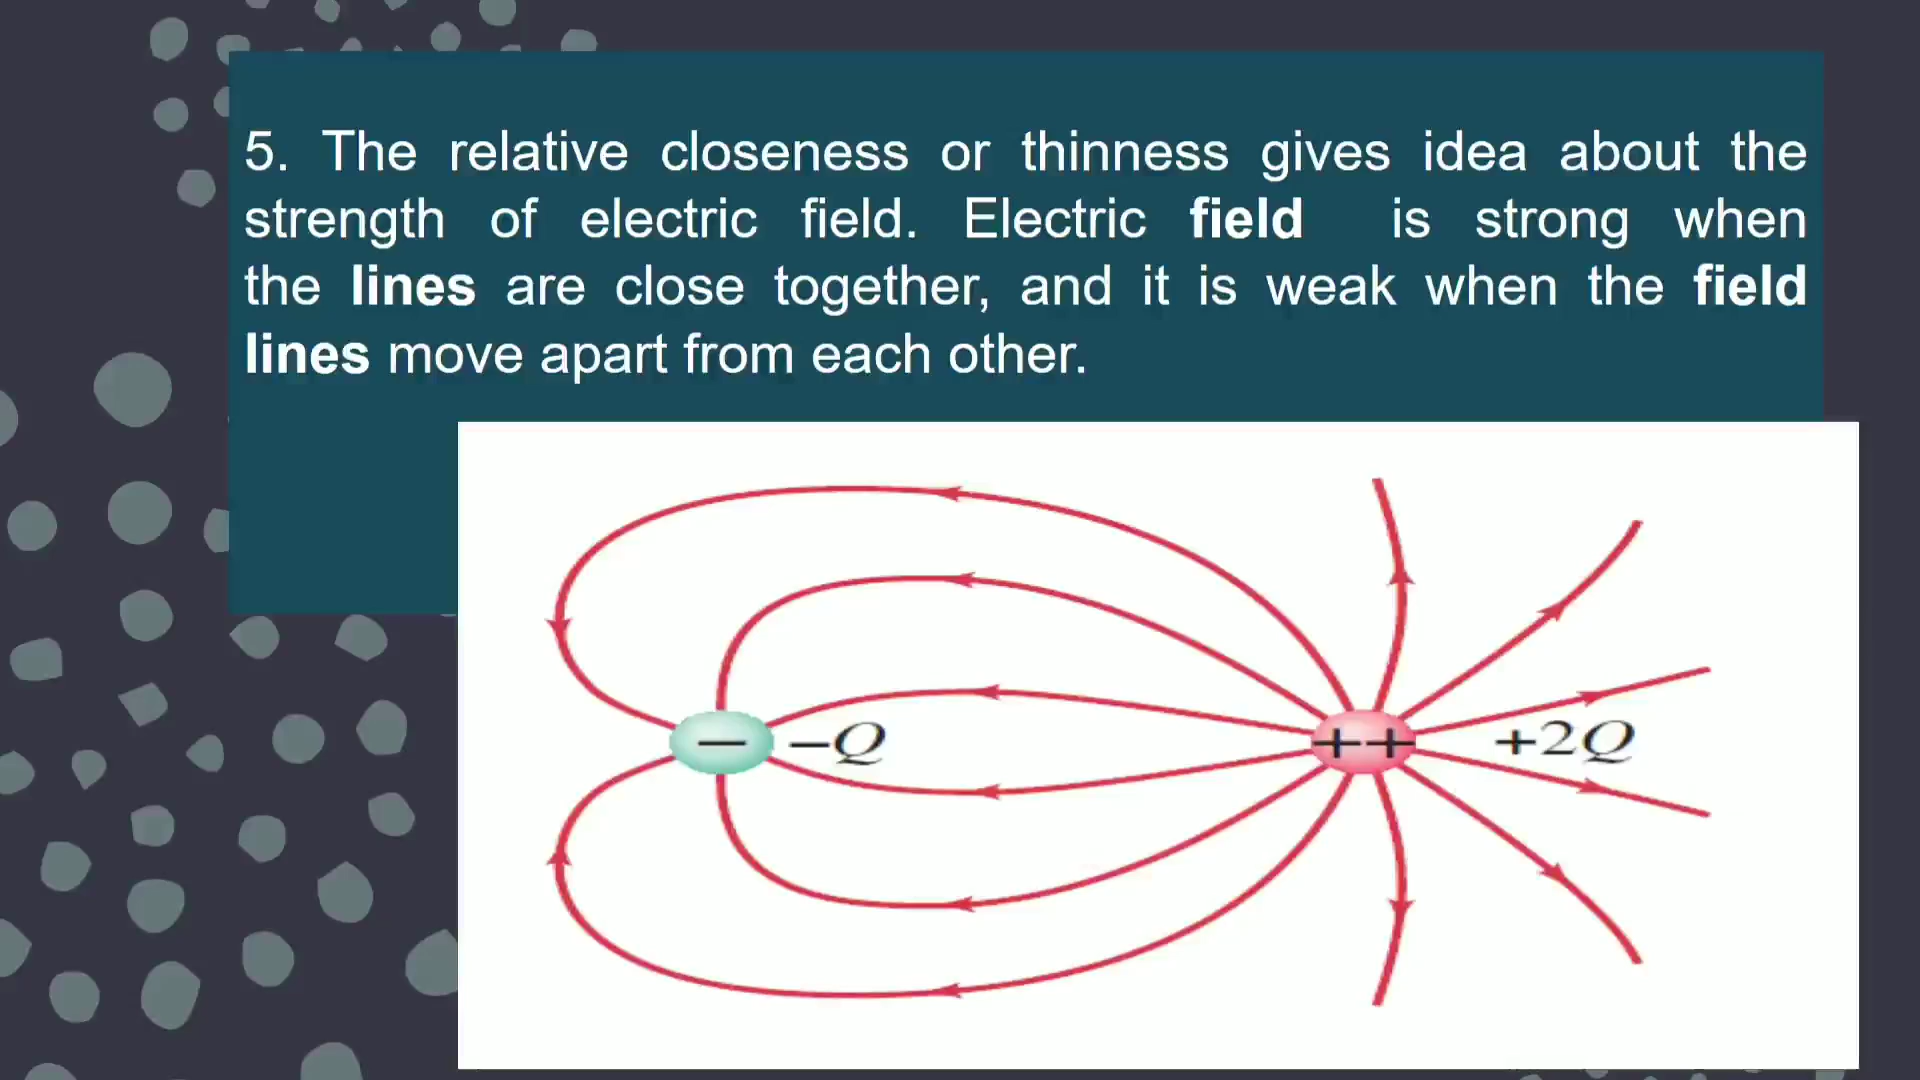 5. The relative closeness or thinness gives idea about the
strength of electric field. Electric field is strong when
the lines are close together, and it is weak when the field
lines move apart from each other.
− −Q ++ +2Q